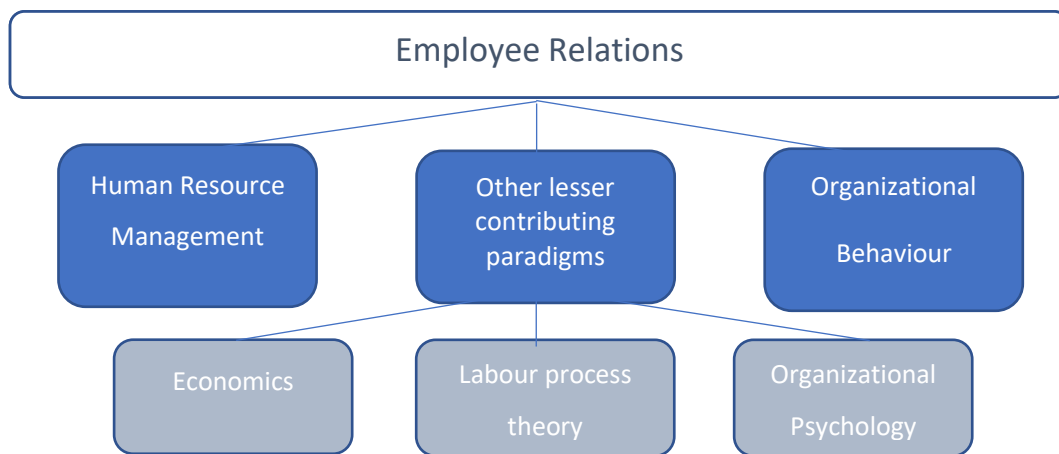 Employee Relations
Human Resource
Management
Other lesser
contributing
paradigms
Organizational
Behaviour
Economics
Labour process
theory
Organizational
Psychology